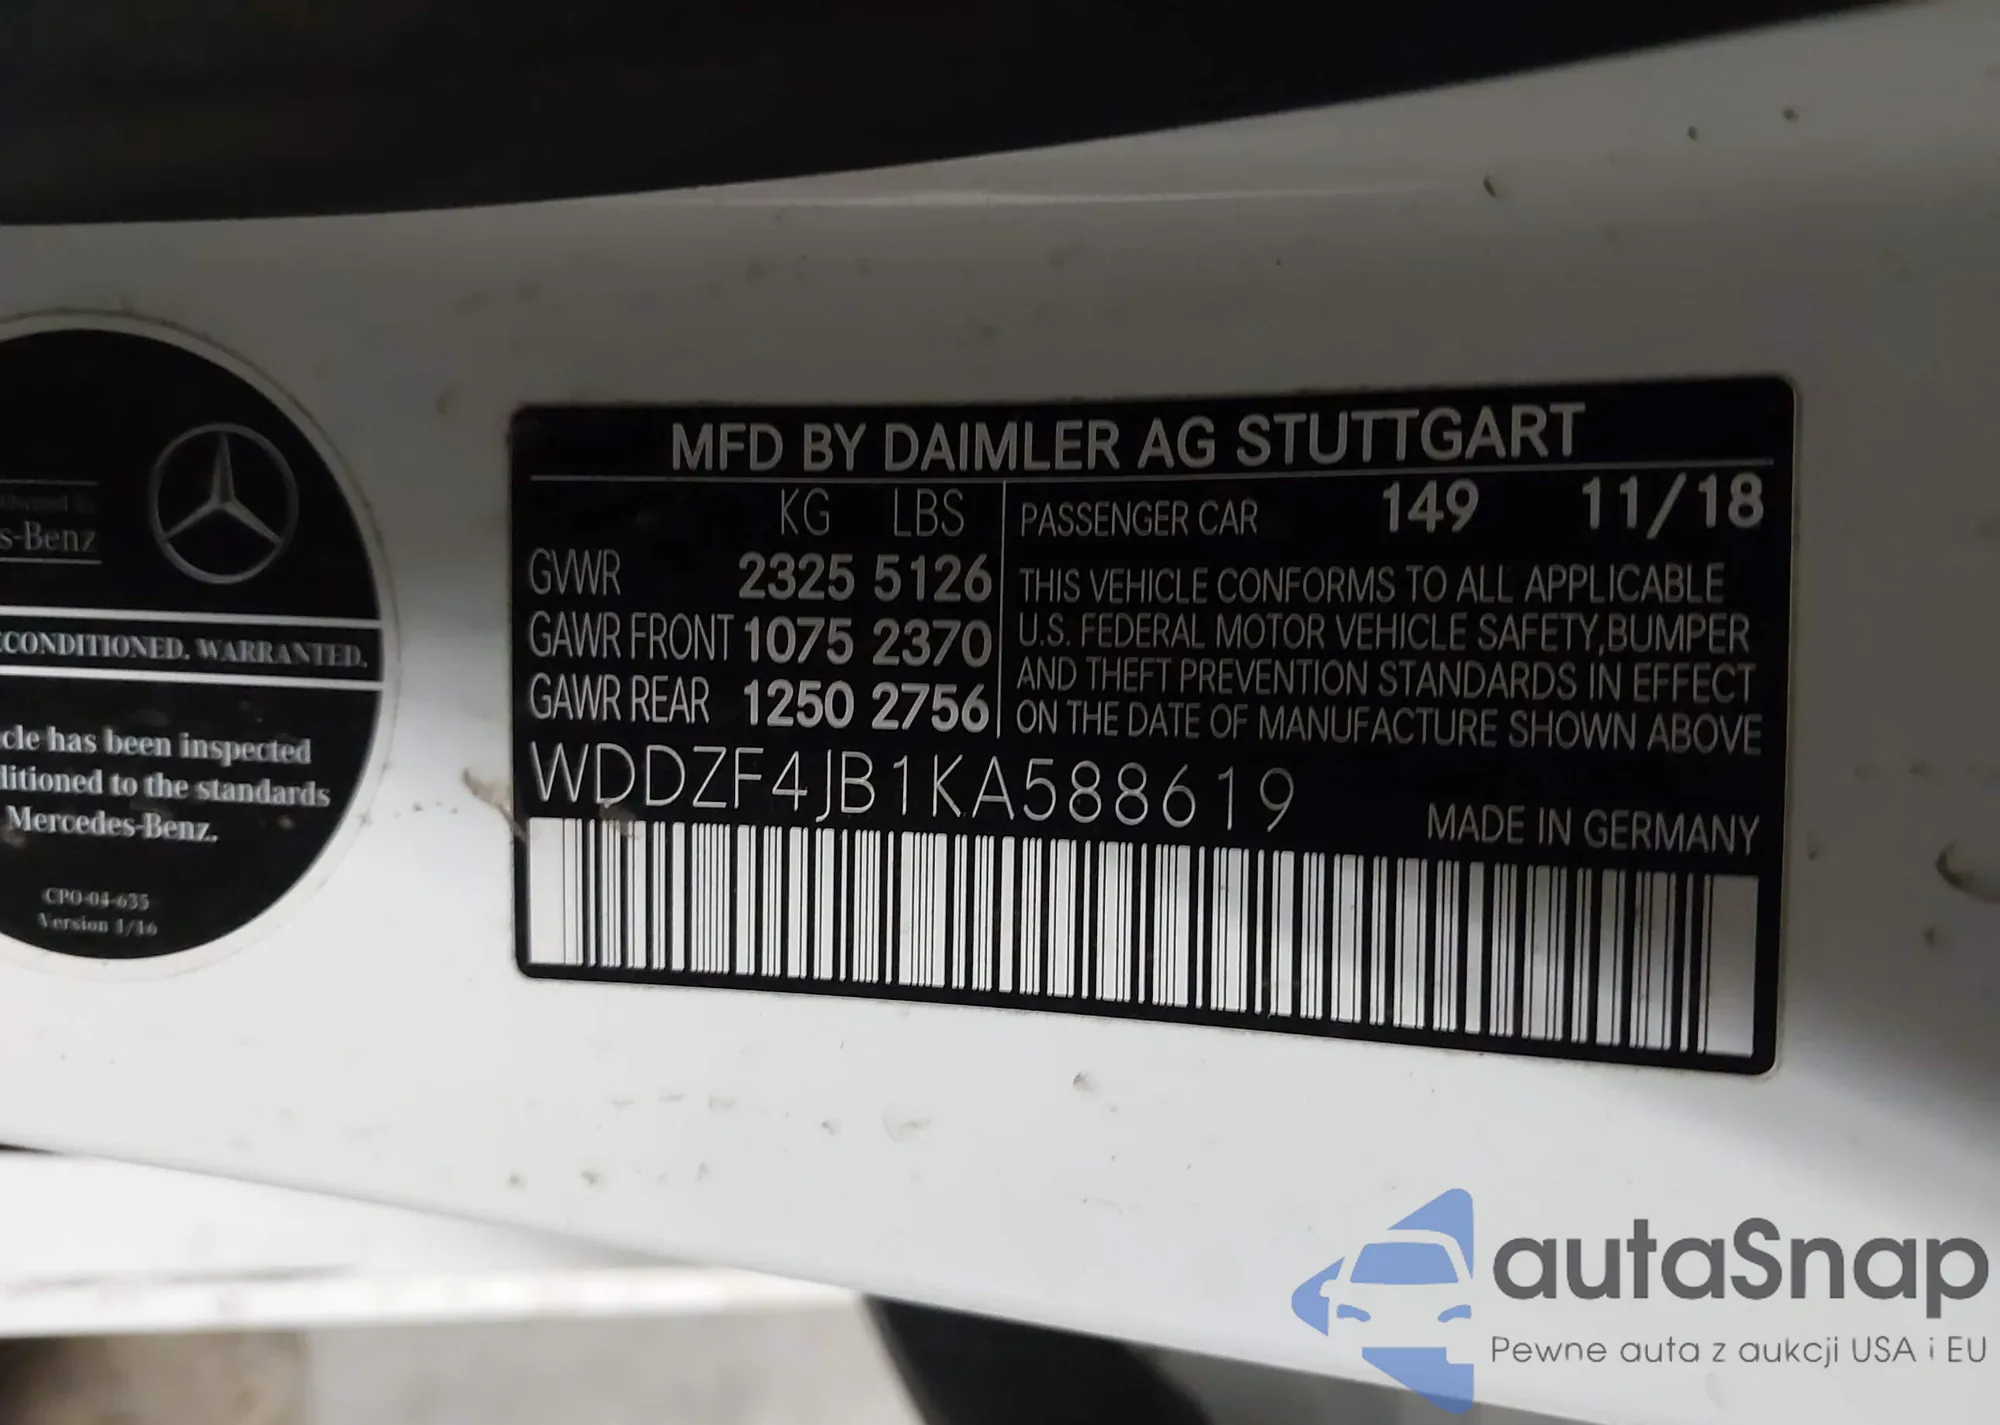 s-Benz
CONDITIONED. WARRANTED.
has been inspected
to the standards
Mercedes-Benz.
CPO-04-635
Version 1/16
MFD BY DAIMLER AG STUTTGART
KG LBS
GVWR 2325 5126
GAWR FRONT 1075 2370
GAWR REAR 1250 2756
PASSENGER CAR 149 11/18
THIS VEHICLE CONFORMS TO ALL APPLICABLE
U.S. FEDERAL MOTOR VEHICLE SAFETY,BUMPER
AND THEFT PREVENTION STANDARDS IN EFFECT
ON THE DATE OF MANUFACTURE SHOWN ABOVE
WDDZF4JB1KA588619
MADE IN GERMANY
autaSnap
Pewne auta z aukcji USA i EU